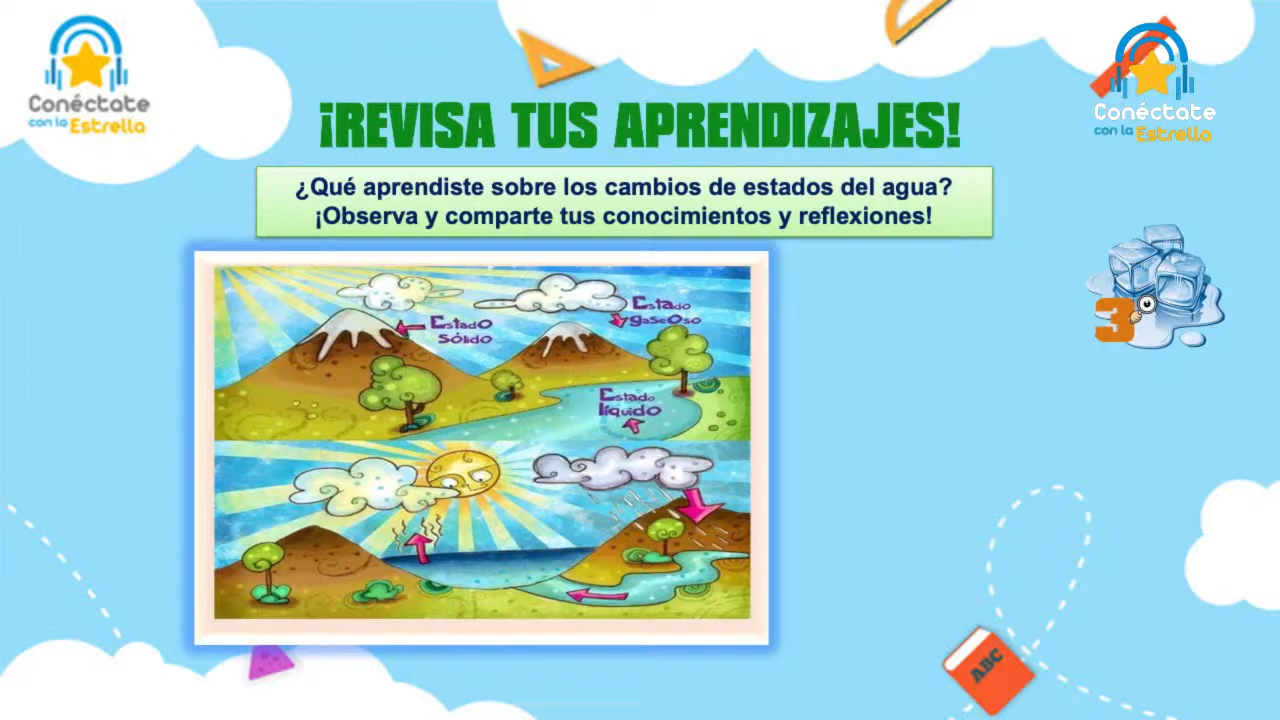 Conéctate
con la Estrella
Conéctate
con la Estrella
¡REVISA TUS APRENDIZAJES!
¿Qué aprendiste sobre los cambios de estados del agua?
¡Observa y comparte tus conocimientos y reflexiones!
Estado
sólido
Estado
gaseoso
Estado
líquido
3
ABC